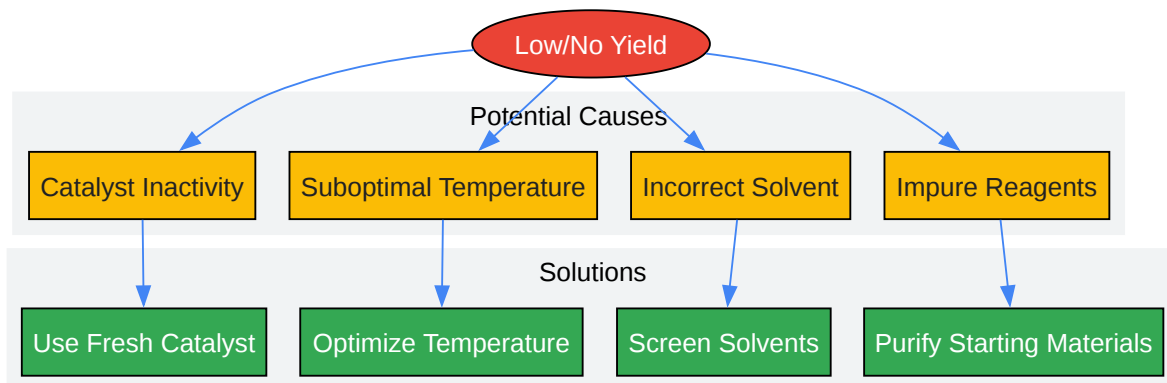 Low/No Yield
Potential Causes
Catalyst Inactivity
Suboptimal Temperature
Incorrect Solvent
Impure Reagents
Solutions
Use Fresh Catalyst
Optimize Temperature
Screen Solvents
Purify Starting Materials